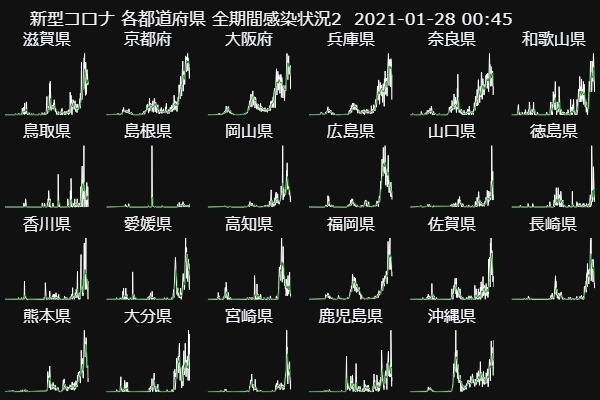 新型コロナ 各都道府県 全期間感染状況2 2021-01-28 00:45
滋賀県 京都府 大阪府 兵庫県 奈良県 和歌山県
鳥取県 島根県 岡山県 広島県 山口県 徳島県
香川県 愛媛県 高知県 福岡県 佐賀県 長崎県
熊本県 大分県 宮崎県 鹿児島県 沖縄県